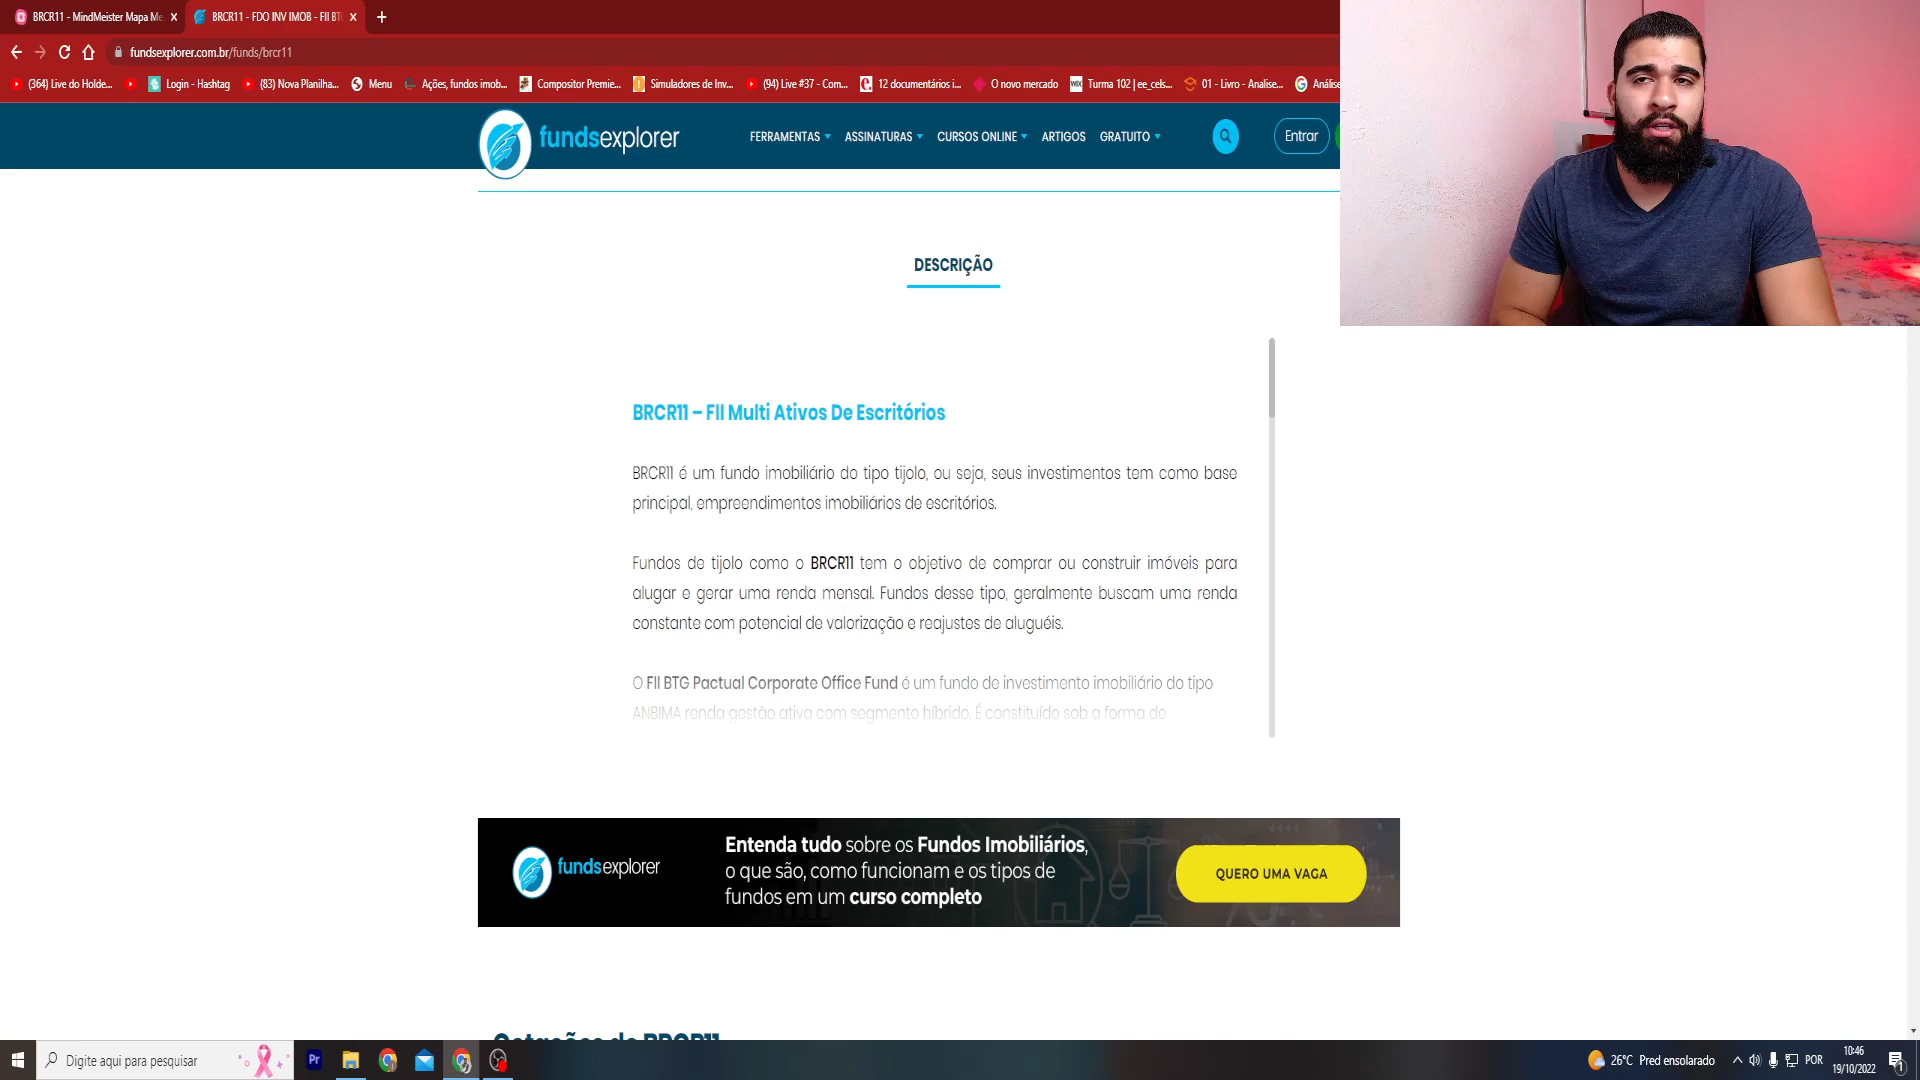 BRCR11 - MindMeister Mapa Me
BRCR11 - FDO INV IMOB - FII BT
fundsexplorer.com.br/funds/brcr11
(364) Live do Holde...
Login - Hashtag
(83) Nova Planilha...
Menu
Ações, fundos imob...
Compositor Premie...
Simuladores de Inv...
(94) Live #37 - Com...
12 documentários i...
O novo mercado
Turma 102 | ee_cels...
01 - Livro - Analise...
Anális
fundsexplorer
FERRAMENTAS
ASSINATURAS
CURSOS ONLINE
ARTIGOS
GRATUITO
Entrar
DESCRIÇÃO
BRCR11 – FII Multi Ativos De Escritórios
BRCR11 é um fundo imobiliário do tipo tijolo, ou seja, seus investimentos tem como base
principal, empreendimentos imobiliários de escritórios.
Fundos de tijolo como o BRCR11 tem o objetivo de comprar ou construir imóveis para
alugar e gerar uma renda mensal. Fundos desse tipo, geralmente buscam uma renda
constante com potencial de valorização e reajustes de aluguéis.
O FII BTG Pactual Corporate Office Fund é um fundo de investimento imobiliário do tipo
ANBIMA renda gestão ativa com segmento híbrido. É constituído sob a forma de
fundsexplorer
Entenda tudo sobre os Fundos Imobiliários,
o que são, como funcionam e os tipos de
fundos em um curso completo
QUERO UMA VAGA
Cotações do BRCR11
Digite aqui para pesquisar
Pr
26°C Pred ensolarado
POR
10:46
19/10/2022
1